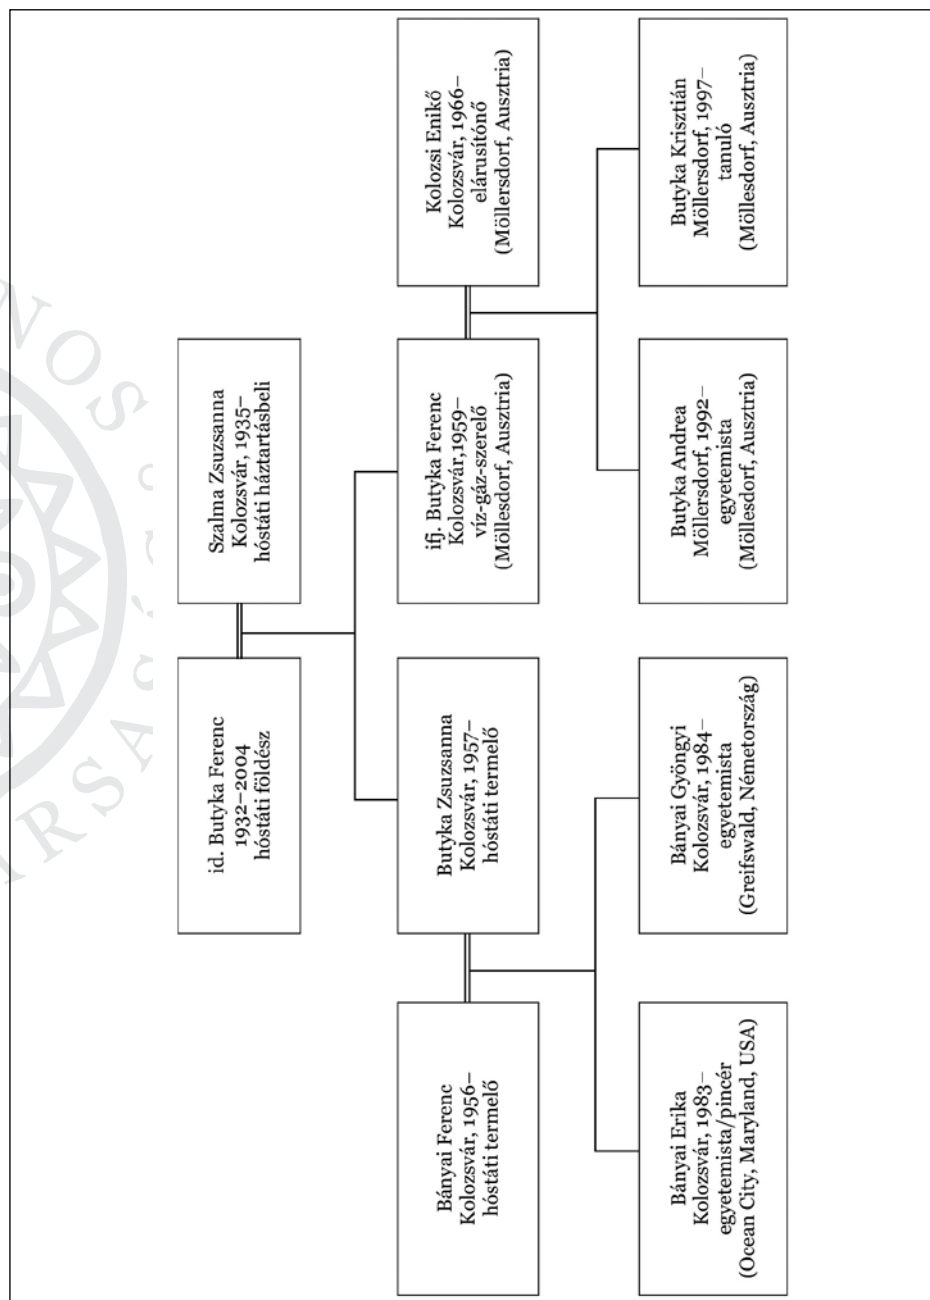 id. Butyka Ferenc
1932–2004
hóstáti földész
Szalma Zsuzsanna
Kolozsvár, 1935–
hóstáti háztartásbeli
Bányai Ferenc
Kolozsvár, 1956–
hóstáti termelő
Butyka Zsuzsanna
Kolozsvár, 1957–
hóstáti termelő
ifj. Butyka Ferenc
Kolozsvár,1959–
víz-gáz-szerelő
(Möllesdorf, Ausztria)
Kolozsi Enikő
Kolozsvár, 1966–
elárusítónő
(Möllersdorf, Ausztria)
Bányai Erika
Kolozsvár, 1983–
egyetemista/pincér
(Ocean City, Maryland, USA)
Bányai Gyöngyi
Kolozsvár, 1984–
egyetemista
(Greifswald, Németország)
Butyka Andrea
Möllersdorf, 1992–
egyetemista
(Möllesdorf, Ausztria)
Butyka Krisztián
Möllersdorf, 1997–
tanuló
(Möllesdorf, Ausztria)